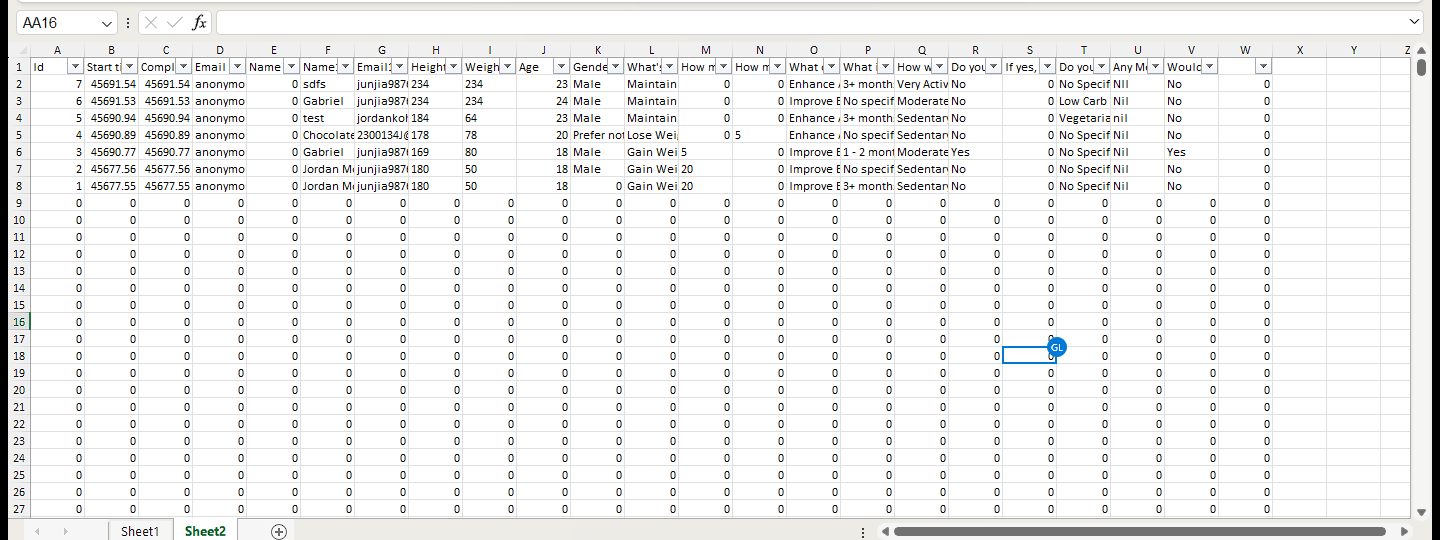 AA16 fx
A B C D E F G H I J K L M N O P Q R S T U V W X Y Z
1 Id Start ti Compl Email Name Name: Email1 Height Weigh Age Gende What's How m How m What What i How w Do you If yes, Do you Any Me Would
2 7 45691.54 45691.54 anonymo 0 sdfs junjia987 234 234 23 Male Maintain 0 0 Enhance 3+ month Very Activ No 0 No Specif Nil No 0
3 6 45691.53 45691.53 anonymo 0 Gabriel junjia987 234 234 24 Male Maintain 0 0 Improve E No specif Moderate No 0 Low Carb Nil No 0
4 5 45690.94 45690.94 anonymo 0 test jordankoh 184 64 23 Male Maintain 0 0 Enhance 3+ month Sedentary No 0 Vegetaria nil No 0
5 4 45690.89 45690.89 anonymo 0 Chocolate 2300134J@ 178 78 20 Prefer not Lose Wei 0 5 Enhance No specif Sedentary No 0 No Specif Nil No 0
6 3 45690.77 45690.77 anonymo 0 Gabriel junjia987 169 80 18 Male Gain Wei 5 0 Improve E 1 - 2 mont Moderate Yes 0 No Specif Nil Yes 0
7 2 45677.56 45677.56 anonymo 0 Jordan Mo junjia987 180 50 18 Male Gain Wei 20 0 Improve E No specif Sedentary No 0 No Specif Nil No 0
8 1 45677.55 45677.55 anonymo 0 Jordan Mo junjia987 180 50 18 0 Gain Wei 20 0 Improve E 3+ month Sedentary No 0 No Specif Nil No 0
9 0 0 0 0 0 0 0 0 0 0 0 0 0 0 0 0 0 0 0 0 0 0 0
10 0 0 0 0 0 0 0 0 0 0 0 0 0 0 0 0 0 0 0 0 0 0 0
11 0 0 0 0 0 0 0 0 0 0 0 0 0 0 0 0 0 0 0 0 0 0 0
12 0 0 0 0 0 0 0 0 0 0 0 0 0 0 0 0 0 0 0 0 0 0 0
13 0 0 0 0 0 0 0 0 0 0 0 0 0 0 0 0 0 0 0 0 0 0 0
14 0 0 0 0 0 0 0 0 0 0 0 0 0 0 0 0 0 0 0 0 0 0 0
15 0 0 0 0 0 0 0 0 0 0 0 0 0 0 0 0 0 0 0 0 0 0 0
16 0 0 0 0 0 0 0 0 0 0 0 0 0 0 0 0 0 0 0 0 0 0 0
17 0 0 0 0 0 0 0 0 0 0 0 0 0 0 0 0 0 0 0 0 0 0 0
GL
18 0 0 0 0 0 0 0 0 0 0 0 0 0 0 0 0 0 0 0 0 0 0 0
19 0 0 0 0 0 0 0 0 0 0 0 0 0 0 0 0 0 0 0 0 0 0 0
20 0 0 0 0 0 0 0 0 0 0 0 0 0 0 0 0 0 0 0 0 0 0 0
21 0 0 0 0 0 0 0 0 0 0 0 0 0 0 0 0 0 0 0 0 0 0 0
22 0 0 0 0 0 0 0 0 0 0 0 0 0 0 0 0 0 0 0 0 0 0 0
23 0 0 0 0 0 0 0 0 0 0 0 0 0 0 0 0 0 0 0 0 0 0 0
24 0 0 0 0 0 0 0 0 0 0 0 0 0 0 0 0 0 0 0 0 0 0 0
25 0 0 0 0 0 0 0 0 0 0 0 0 0 0 0 0 0 0 0 0 0 0 0
26 0 0 0 0 0 0 0 0 0 0 0 0 0 0 0 0 0 0 0 0 0 0 0
27 0 0 0 0 0 0 0 0 0 0 0 0 0 0 0 0 0 0 0 0 0 0 0
Sheet1 Sheet2